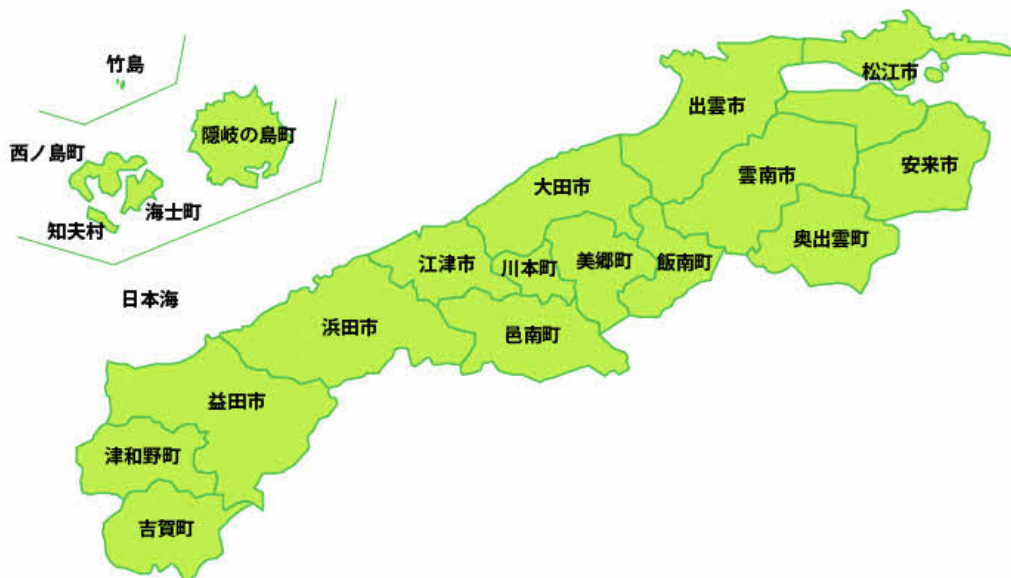 竹島
隠岐の島町
西ノ島町
海士町
知夫村
日本海
松江市
出雲市
安来市
雲南市
大田市
奥出雲町
飯南町
美郷町
川本町
江津市
邑南町
浜田市
益田市
津和野町
吉賀町